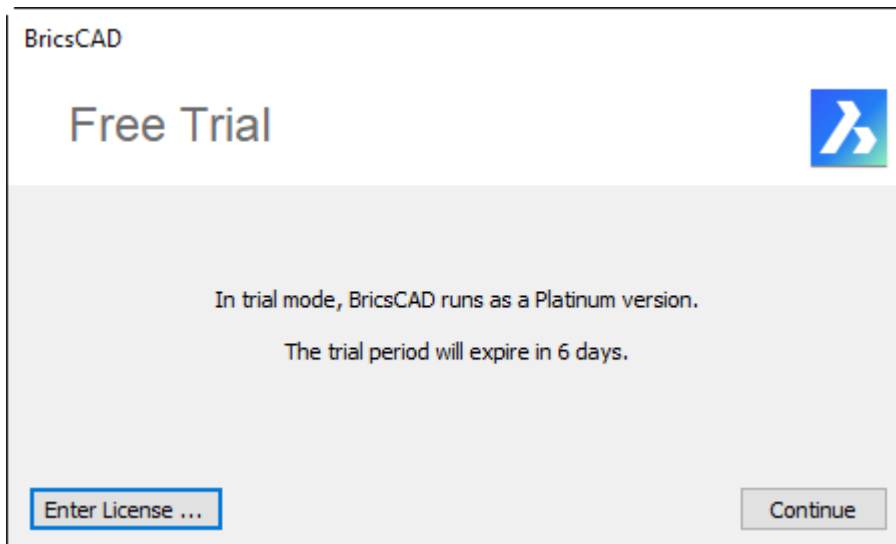 BricsCAD
Free Trial
In trial mode, BricsCAD runs as a Platinum version.
The trial period will expire in 6 days.
Enter License ...
Continue